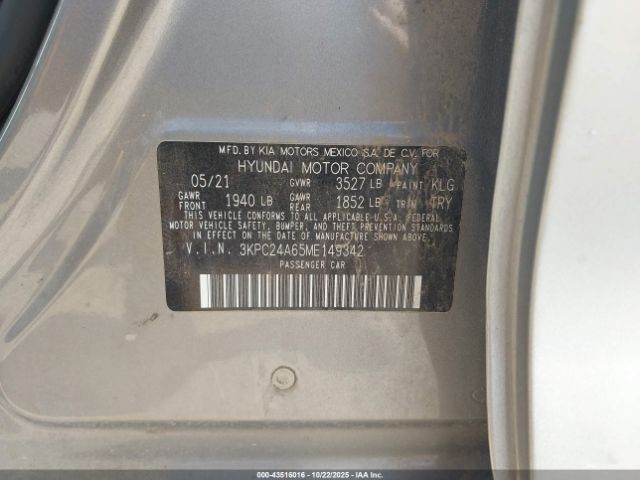 MFD. BY KIA MOTORS MEXICO S.A. DE C.V. FOR
HYUNDAI MOTOR COMPANY
05/21 GVWR 3527 LB PAINT KLG
GAWR FRONT 1940 LB GAWR REAR 1852 LB TRIM TRY
THIS VEHICLE CONFORMS TO ALL APPLICABLE U.S.A. FEDERAL
MOTOR VEHICLE SAFETY, BUMPER, AND THEFT PREVENTION STANDARDS
IN EFFECT ON THE DATE OF MANUFACTURE SHOWN ABOVE.
V.I.N. 3KPC24A65ME149342
PASSENGER CAR
000-43516016 - 10/22/2025 - IAAI.COM